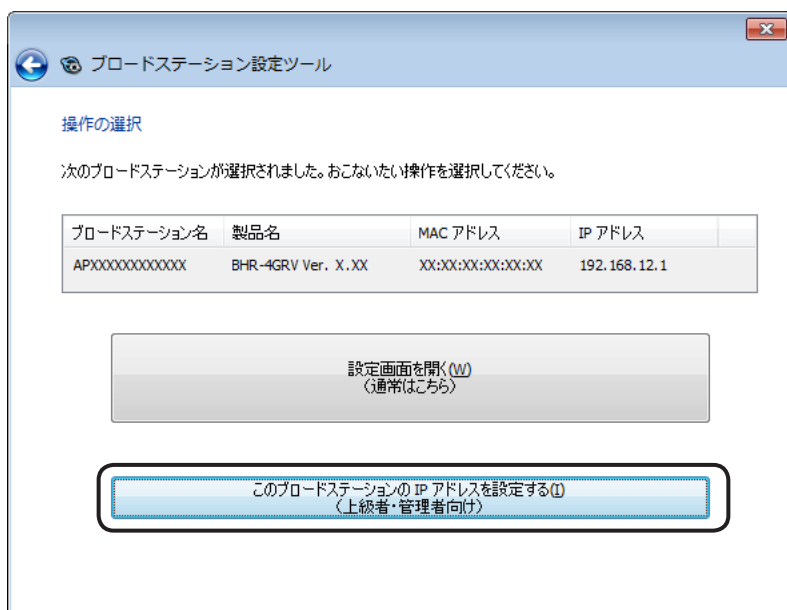 ブロードステーション設定ツール
操作の選択
次のブロードステーションが選択されました。おこないたい操作を選択してください。
ブロードステーション名 製品名 MAC アドレス IP アドレス
APXXXXXXXXXXXX BHR-4GRV Ver. X.XX XX:XX:XX:XX:XX:XX 192.168.12.1
設定画面を開く(W)
(通常はこちら)
このブロードステーションの IP アドレスを設定する(I)
(上級者・管理者向け)